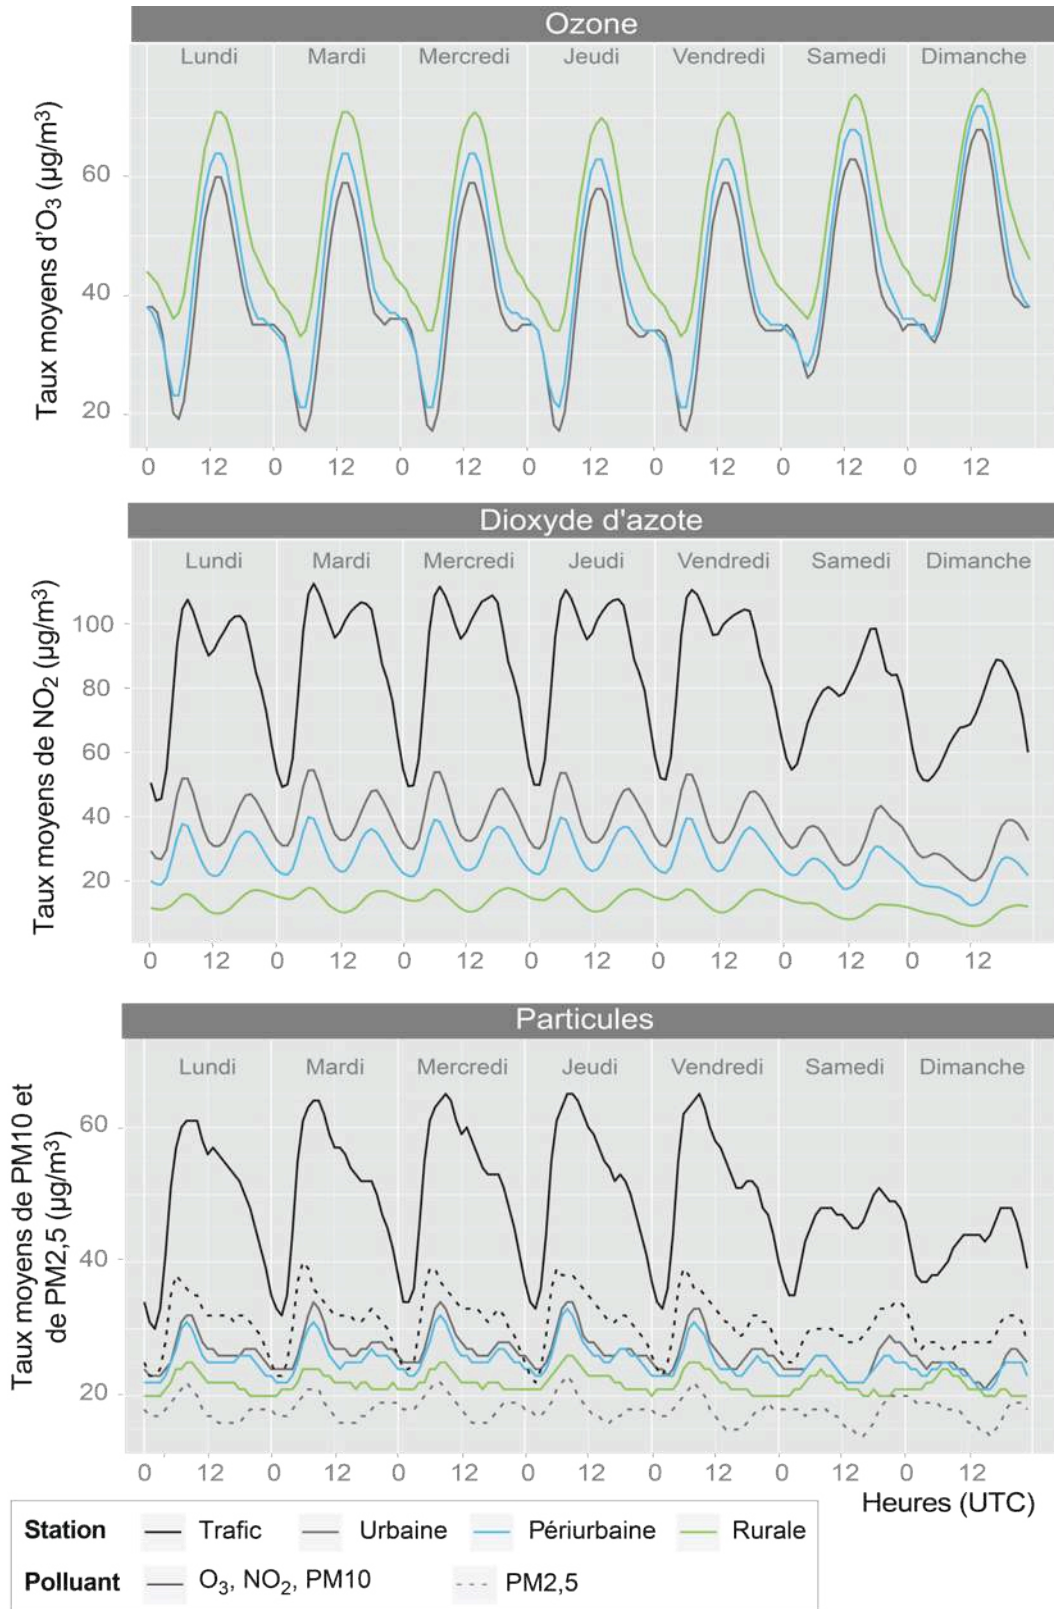 Ozone
Lundi Mardi Mercredi Jeudi Vendredi Samedi Dimanche
Taux moyens d'O3 (µg/m³)
60
40
20
0 12 0 12 0 12 0 12 0 12 0 12 0 12
Dioxyde d'azote
Lundi Mardi Mercredi Jeudi Vendredi Samedi Dimanche
Taux moyens de NO2 (µg/m³)
100
80
60
40
20
0 12 0 12 0 12 0 12 0 12 0 12 0 12
Particules
Lundi Mardi Mercredi Jeudi Vendredi Samedi Dimanche
Taux moyens de PM10 et
de PM2,5 (µg/m³)
60
40
20
0 12 0 12 0 12 0 12 0 12 0 12 0 12
Heures (UTC)
Station Trafic Urbaine Périurbaine Rurale
Polluant O3, NO2, PM10 PM2,5